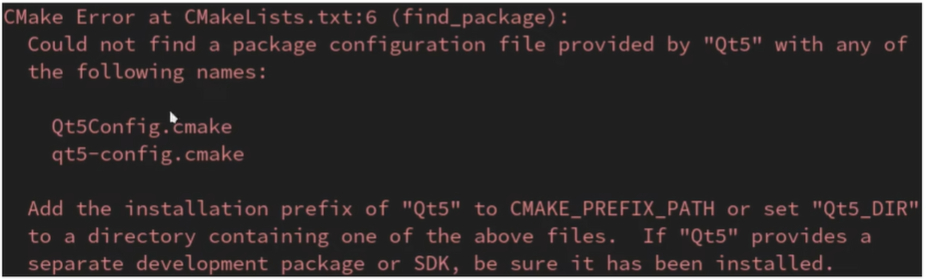 CMake Error at CMakeLists.txt:6 (find_package):
Could not find a package configuration file provided by "Qt5" with any of
the following names:
Qt5Config.cmake
qt5-config.cmake
Add the installation prefix of "Qt5" to CMAKE_PREFIX_PATH or set "Qt5_DIR"
to a directory containing one of the above files.  If "Qt5" provides a
separate development package or SDK, be sure it has been installed.